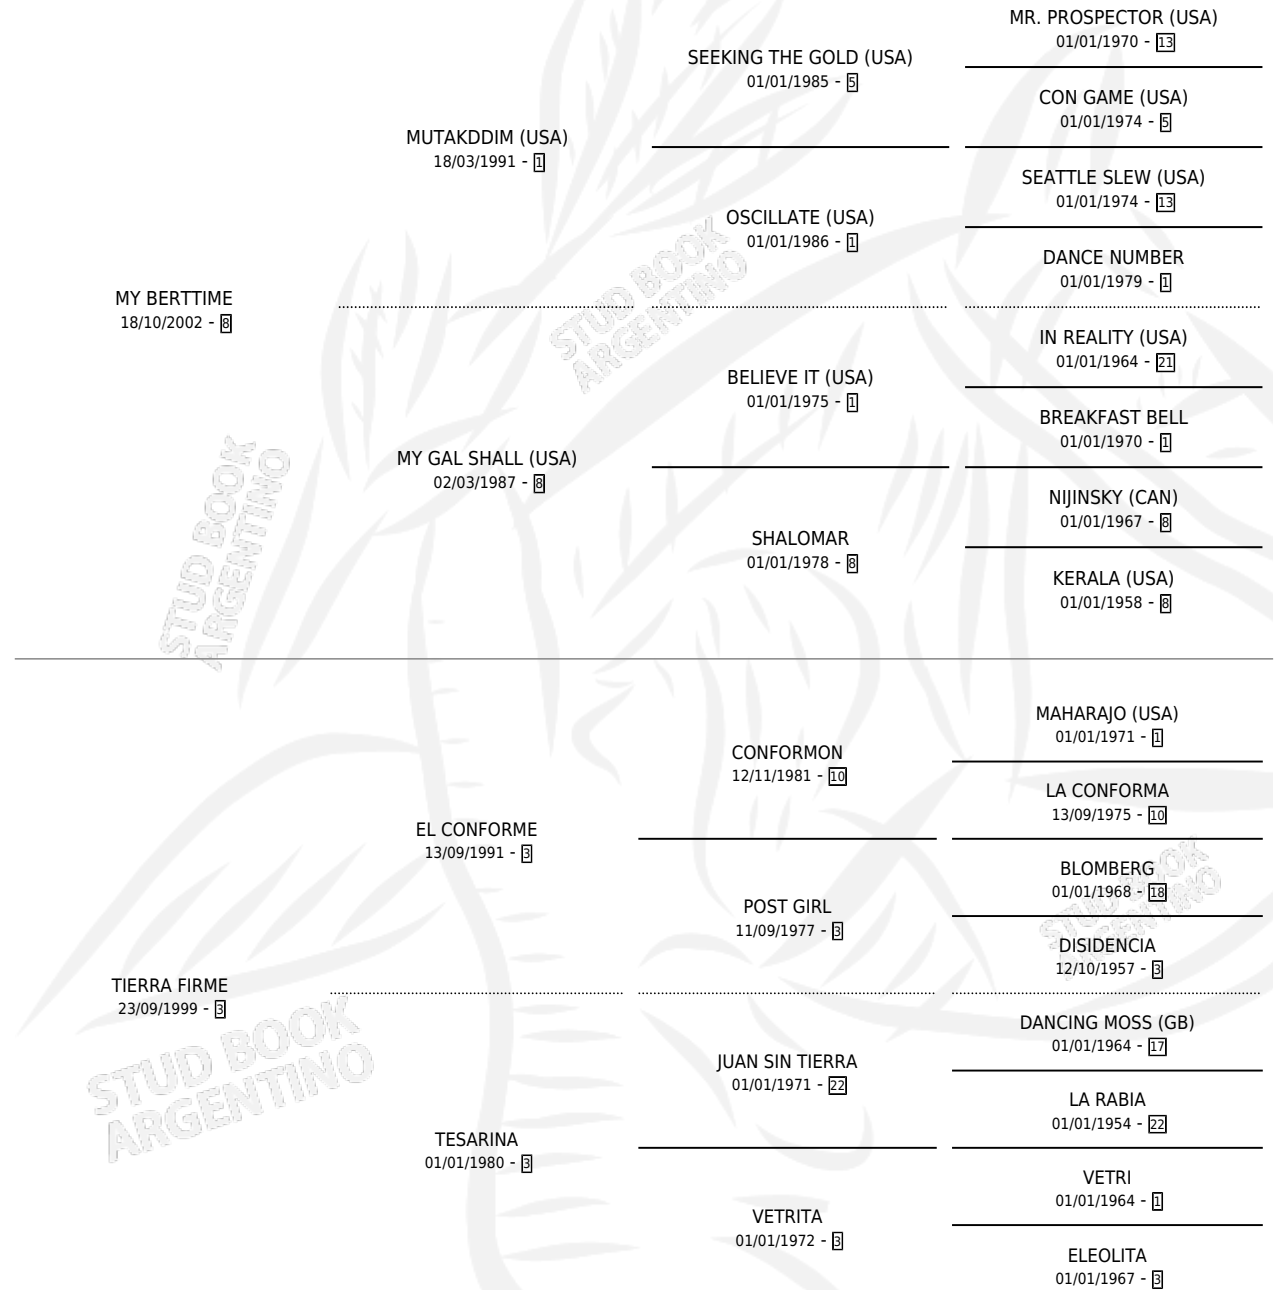 MR. PROSPECTOR (USA)
01/01/1970 - 13
SEEKING THE GOLD (USA)
01/01/1985 - 5
CON GAME (USA)
01/01/1974 - 5
MUTAKDDIM (USA)
18/03/1991 - 1
SEATTLE SLEW (USA)
01/01/1974 - 13
OSCILLATE (USA)
01/01/1986 - 1
DANCE NUMBER
01/01/1979 - 1
MY BERTTIME
18/10/2002 - 8
STUD BOOK
ARGENTINO
IN REALITY (USA)
01/01/1964 - 21
BELIEVE IT (USA)
01/01/1975 - 1
BREAKFAST BELL
01/01/1970 - 1
MY GAL SHALL (USA)
02/03/1987 - 8
NIJINSKY (CAN)
01/01/1967 - 8
SHALOMAR
01/01/1978 - 8
KERALA (USA)
01/01/1958 - 8
STUD BOOK
ARGENTINO
MAHARAJO (USA)
01/01/1971 - 1
CONFORMON
12/11/1981 - 10
LA CONFORMA
13/09/1975 - 10
EL CONFORME
13/09/1991 - 3
BLOMBERG
01/01/1968 - 18
POST GIRL
11/09/1977 - 3
STUD BOOK
ARGENTINO
DISIDENCIA
12/10/1957 - 3
TIERRA FIRME
23/09/1999 - 3
DANCING MOSS (GB)
01/01/1964 - 17
JUAN SIN TIERRA
01/01/1971 - 22
STUD BOOK
ARGENTINO
LA RABIA
01/01/1954 - 22
TESARINA
01/01/1980 - 3
VETRI
01/01/1964 - 1
VETRITA
01/01/1972 - 3
ELEOLITA
01/01/1967 - 3